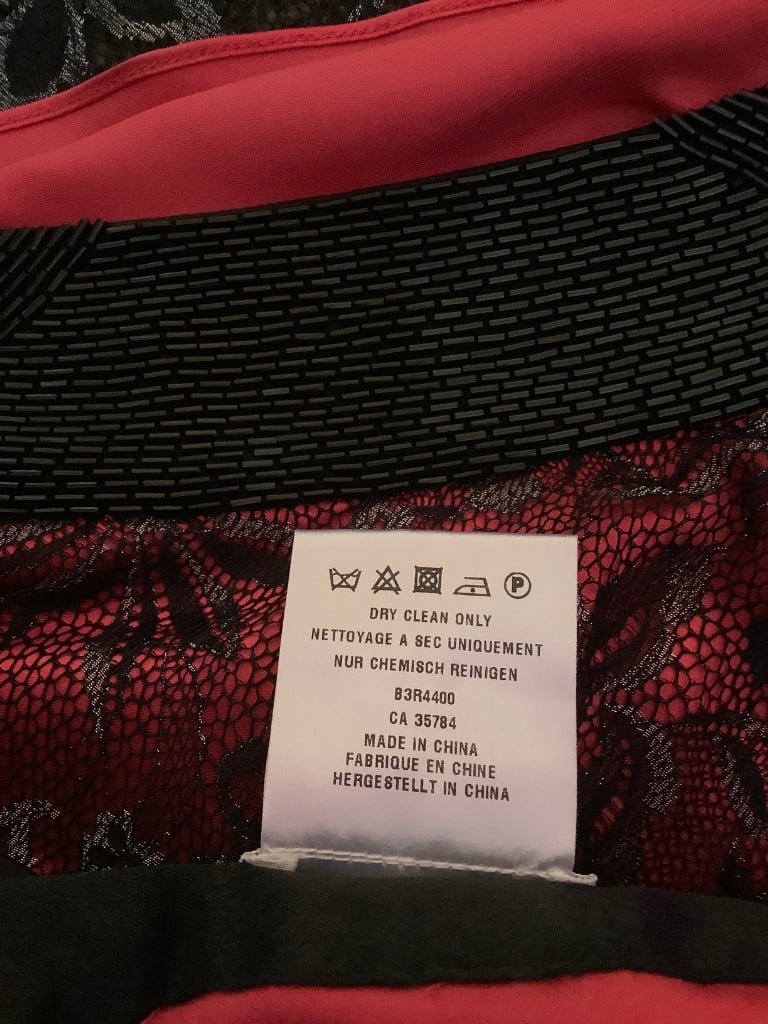 P
DRY CLEAN ONLY
NETTOYAGE A SEC UNIQUEMENT
NUR CHEMISCH REINIGEN
B3R4400
CA 35784
MADE IN CHINA
FABRIQUE EN CHINE
HERGESTELLT IN CHINA